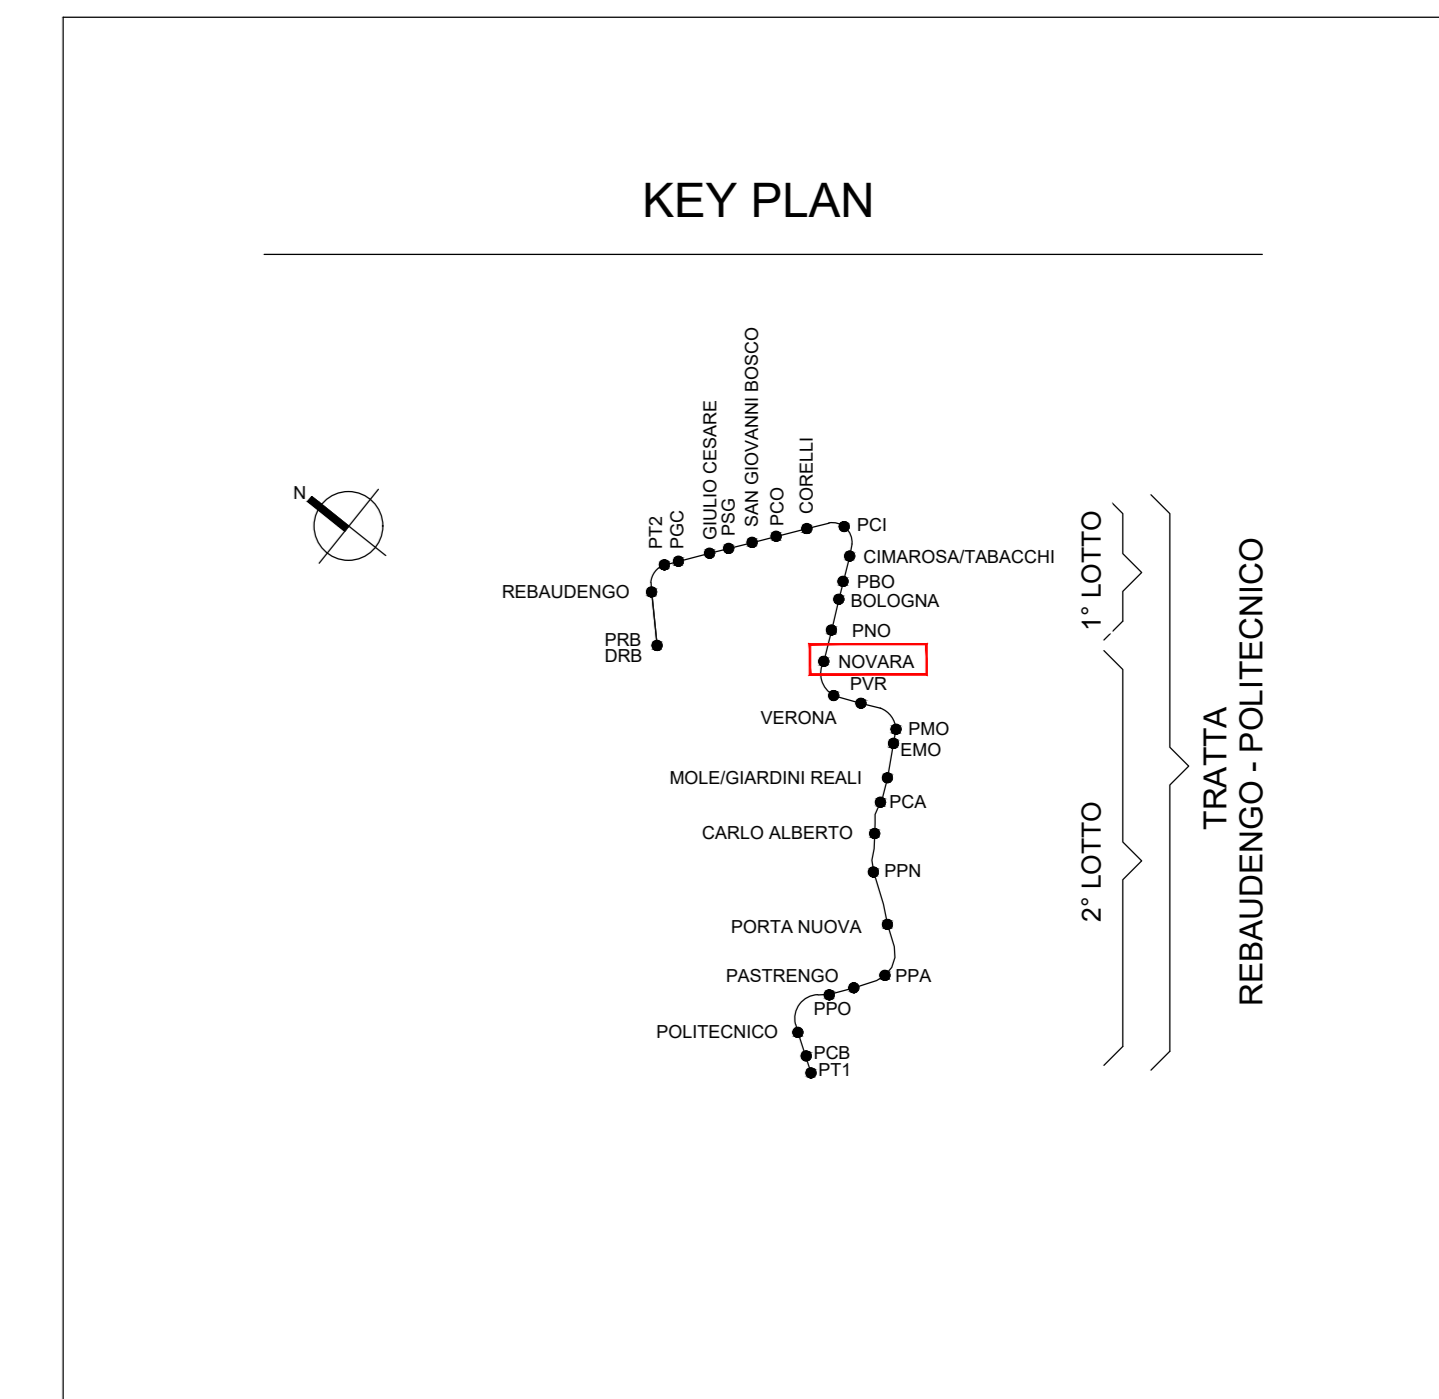 KEY PLAN
N
PT2
PGC
GIULIO CESARE
PSG
SAN GIOVANNI BOSCO
PCO
CORELLI
PCI
CIMAROSA/TABACCHI
REBAUDENGO
PBO
BOLOGNA
PNO
PRB
DRB
NOVARA
PVR
VERONA
PMO
EMO
MOLE/GIARDINI REALI
PCA
CARLO ALBERTO
PPN
PORTA NUOVA
PASTRENGO
PPA
PPO
POLITECNICO
PCB
PT1
1° LOTTO
2° LOTTO
TRATTA
REBAUDENGO - POLITECNICO